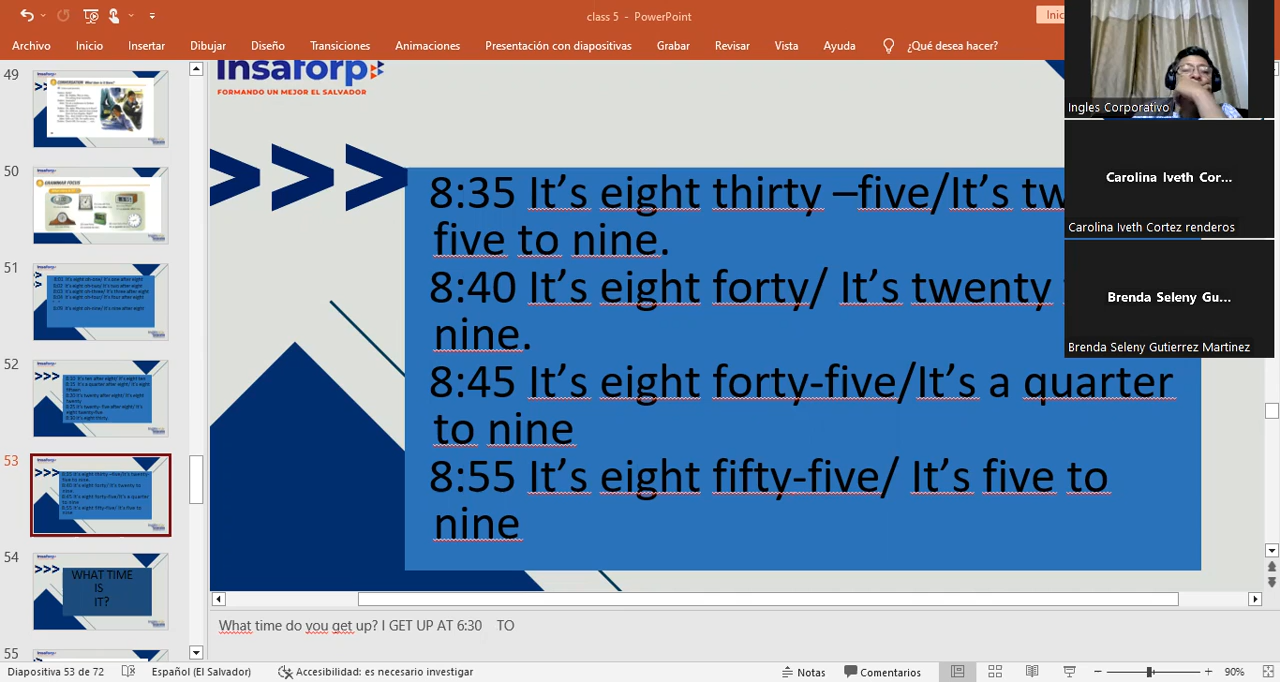 class 5 - PowerPoint
Inic
Archivo Inicio Insertar Dibujar Diseño Transiciones Animaciones Presentación con diapositivas Grabar Revisar Vista Ayuda ¿Qué desea hacer?
49
50
51
52
53
54
WHAT TIME
IS
IT?
55
Insaforp
FORMANDO UN MEJOR EL SALVADOR
8:35 It's eight thirty –five/It's tw
five to nine.
8:40 It's eight forty/ It's twenty
nine.
8:45 It's eight forty-five/It's a quarter
to nine
8:55 It's eight fifty-five/ It's five to
nine
Ingles Corporativo
Carolina Iveth Cor...
Carolina Iveth Cortez renderos
Brenda Seleny Gu...
Brenda Seleny Gutierrez Martinez
What time do you get up? I GET UP AT 6:30 TO
Diapositiva 53 de 72 Español (El Salvador) Accesibilidad: es necesario investigar Notas Comentarios 90%